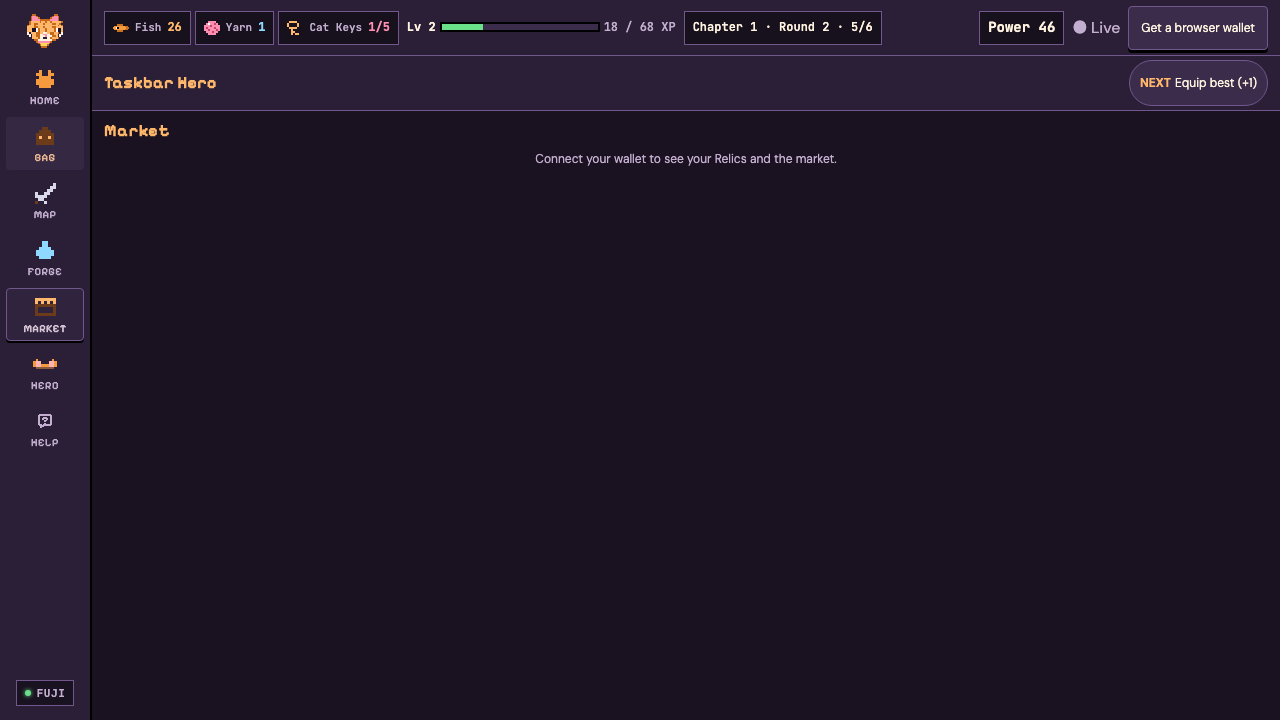 Fish 26
Yarn 1
Cat Keys 1/5
Lv 2
18 / 68 XP
Chapter 1 · Round 2 · 5/6
Power 46
Live
Get a browser wallet
HOME
BAG
MAP
FORGE
MARKET
HERO
HELP
FUJI
Taskbar Hero
NEXT Equip best (+1)
Market
Connect your wallet to see your Relics and the market.